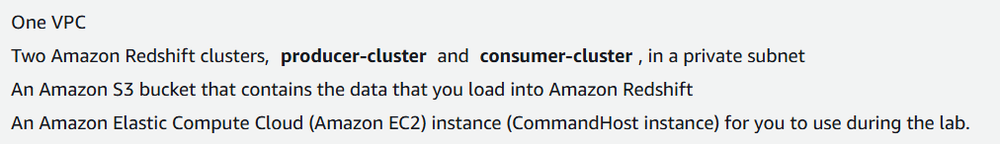 One VPC
Two Amazon Redshift clusters, producer-cluster and consumer-cluster , in a private subnet
An Amazon S3 bucket that contains the data that you load into Amazon Redshift
An Amazon Elastic Compute Cloud (Amazon EC2) instance (CommandHost instance) for you to use during the lab.